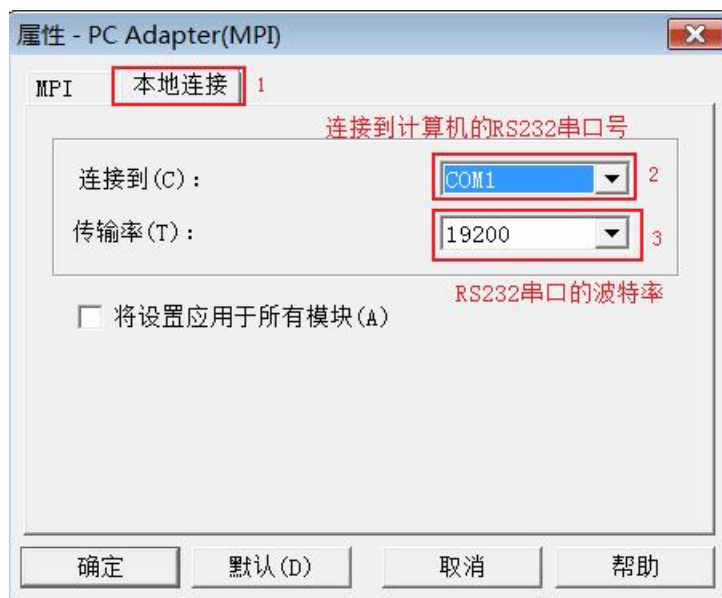 属性 - PC Adapter(MPI)
MPI 本地连接 1
连接到计算机的RS232串口号
连接到(C): COM1 2
传输率(T): 19200 3
RS232串口的波特率
将设置应用于所有模块(A)
确定 默认(D) 取消 帮助